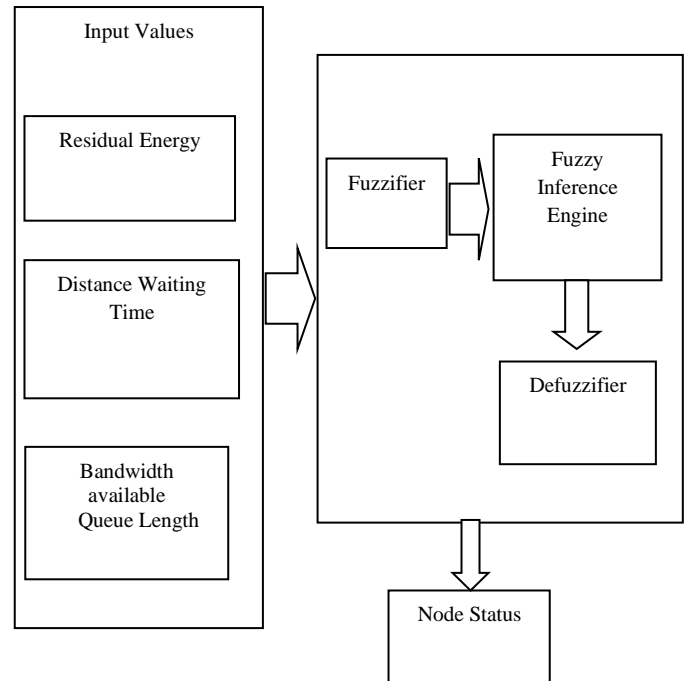 Input Values
Residual Energy
Distance Waiting
Time
Bandwidth
available
Queue Length
Fuzzifier
Fuzzy
Inference
Engine
Defuzzifier
Node Status